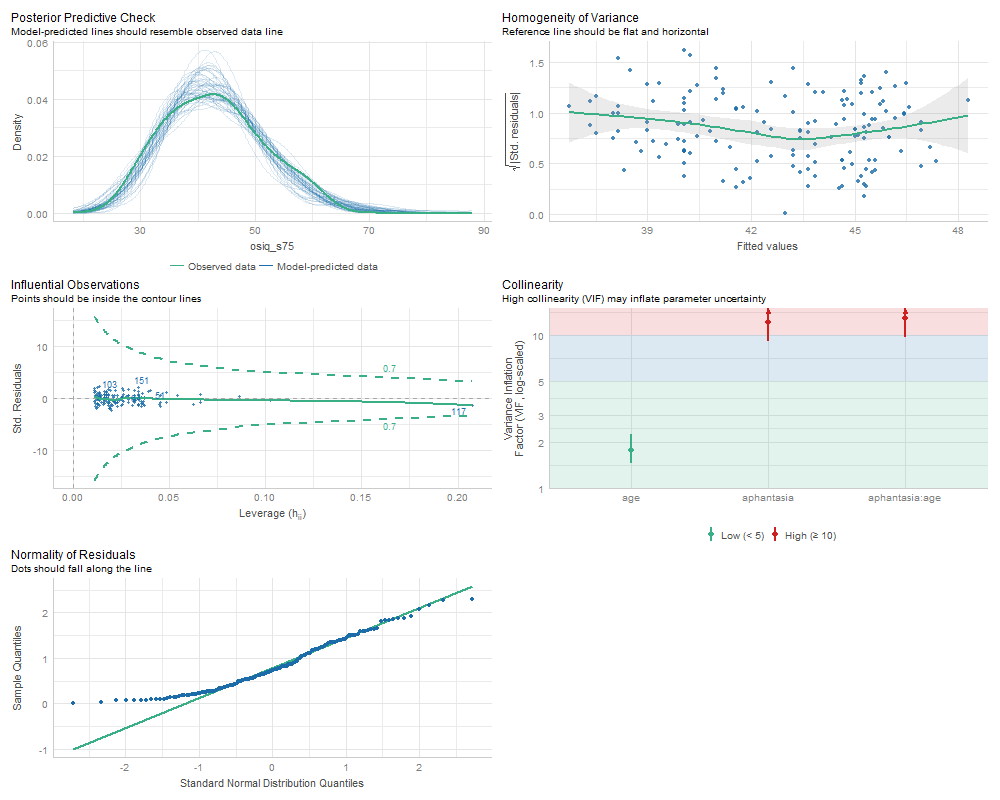 Posterior Predictive Check
Model-predicted lines should resemble observed data line
Density
0.06
0.04
0.02
0.00
30
50
70
90
osiq_s75
Observed data
Model-predicted data
Homogeneity of Variance
Reference line should be flat and horizontal
√|Std. residuals|
1.5
1.0
0.5
0.0
39
42
45
48
Fitted values
Influential Observations
Points should be inside the contour lines
Std. Residuals
10
0
-10
0.7
103
151
51
117
0.7
0.00
0.05
0.10
0.15
0.20
Leverage (hii)
Collinearity
High collinearity (VIF) may inflate parameter uncertainty
Variance Inflation
Factor (VIF, log-scaled)
10
5
3
2
1
age
aphantasia
aphantasia:age
Low (< 5)
High (≥ 10)
Normality of Residuals
Dots should fall along the line
Sample Quantiles
2
1
0
-1
-2
-1
0
1
2
Standard Normal Distribution Quantiles